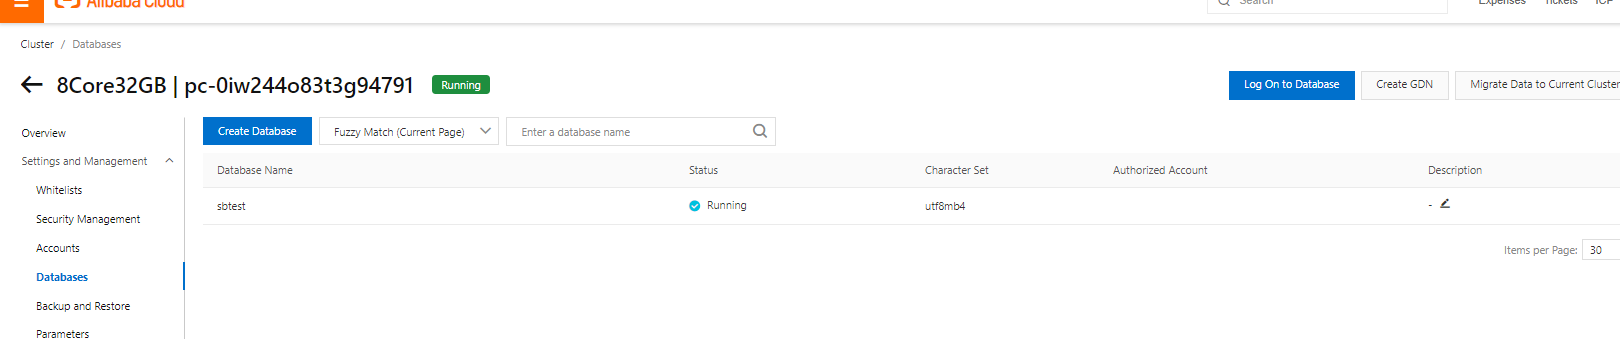 Alibaba Cloud
Search
Expenses Tickets ICP
Cluster / Databases
8Core32GB | pc-0iw244o83t3g94791 Running
Log On to Database Create GDN Migrate Data to Current Cluster
Overview
Settings and Management
Whitelists
Security Management
Accounts
Databases
Backup and Restore
Parameters
Create Database Fuzzy Match (Current Page) Enter a database name
Database Name Status Character Set Authorized Account Description
sbtest Running utf8mb4 -
Items per Page: 30